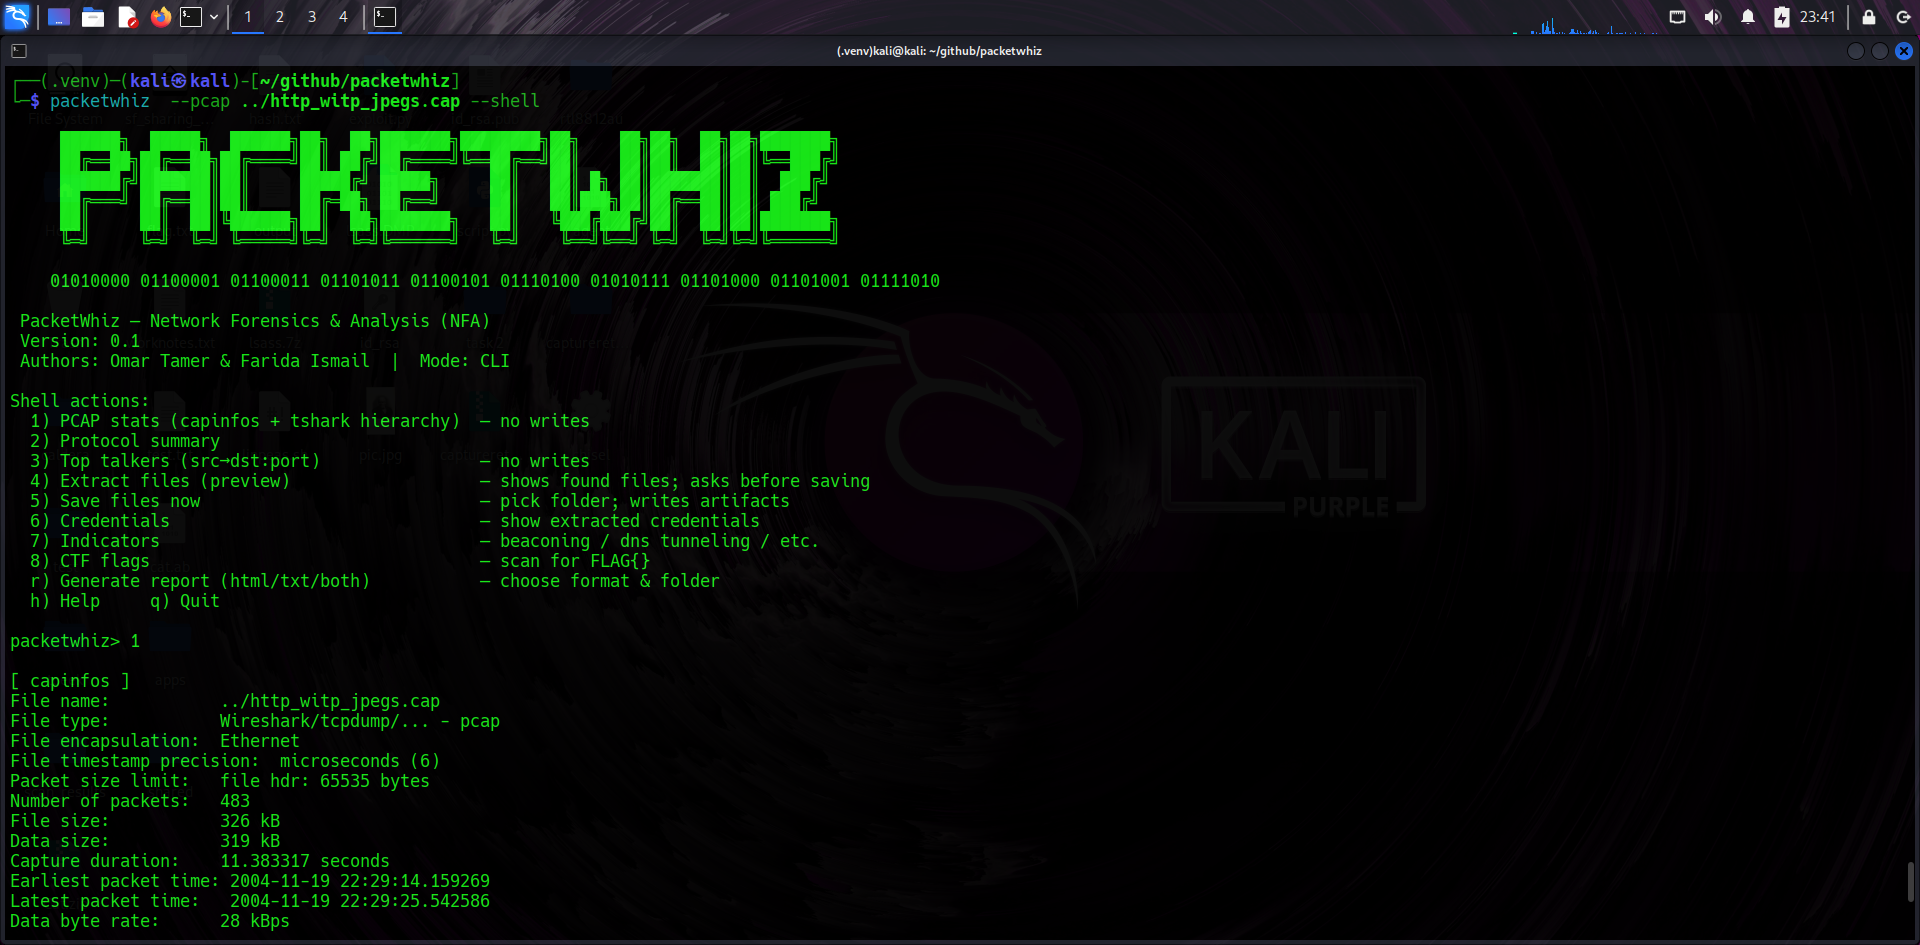 1 2 3 4 23:41
(.venv)kali@kali: ~/github/packetwhiz
(.venv)-(kali㉿kali)-[~/github/packetwhiz]
$ packetwhiz  --pcap ../http_witp_jpegs.cap --shell
PACKETWHIZ
01010000 01100001 01100011 01101011 01100101 01110100 01010111 01101000 01101001 01111010
PacketWhiz — Network Forensics & Analysis (NFA)
Version: 0.1
Authors: Omar Tamer & Farida Ismail  |  Mode: CLI
Shell actions:
1) PCAP stats (capinfos + tshark hierarchy)  — no writes
2) Protocol summary
3) Top talkers (src→dst:port)  — no writes
4) Extract files (preview)  — shows found files; asks before saving
5) Save files now  — pick folder; writes artifacts
6) Credentials  — show extracted credentials
7) Indicators  — beaconing / dns tunneling / etc.
8) CTF flags  — scan for FLAG{}
r) Generate report (html/txt/both)  — choose format & folder
h) Help     q) Quit
packetwhiz> 1
[ capinfos ]
File name:           ../http_witp_jpegs.cap
File type:           Wireshark/tcpdump/... - pcap
File encapsulation:  Ethernet
File timestamp precision:  microseconds (6)
Packet size limit:   file hdr: 65535 bytes
Number of packets:   483
File size:           326 kB
Data size:           319 kB
Capture duration:    11.383317 seconds
Earliest packet time: 2004-11-19 22:29:14.159269
Latest packet time:   2004-11-19 22:29:25.542586
Data byte rate:      28 kBps
KALI
PURPLE